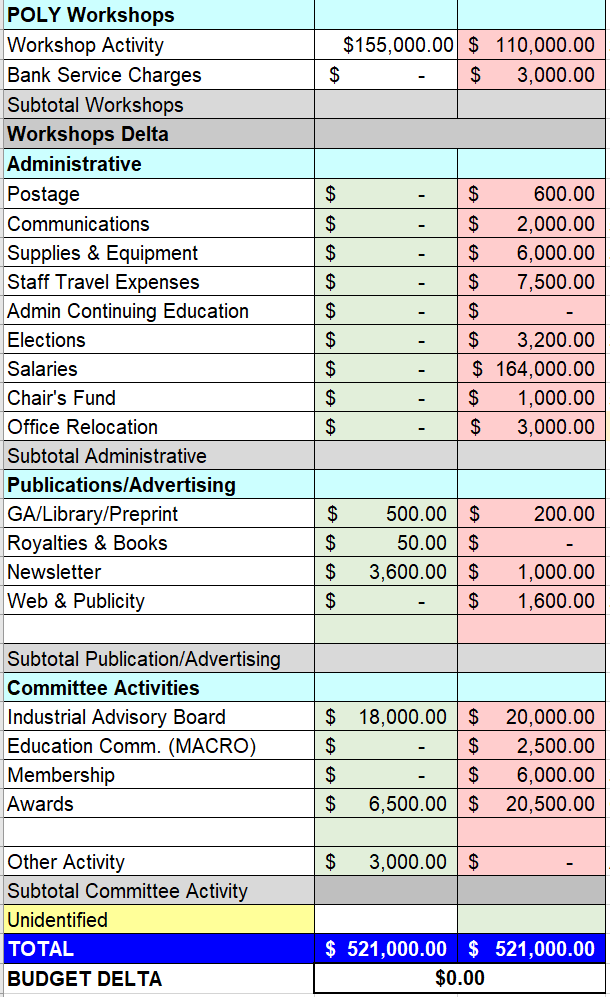 POLY Workshops
Workshop Activity $155,000.00 $ 110,000.00
Bank Service Charges $ - $ 3,000.00
Subtotal Workshops
Workshops Delta
Administrative
Postage $ - $ 600.00
Communications $ - $ 2,000.00
Supplies & Equipment $ - $ 6,000.00
Staff Travel Expenses $ - $ 7,500.00
Admin Continuing Education $ - $ -
Elections $ - $ 3,200.00
Salaries $ - $ 164,000.00
Chair's Fund $ - $ 1,000.00
Office Relocation $ - $ 3,000.00
Subtotal Administrative
Publications/Advertising
GA/Library/Preprint $ 500.00 $ 200.00
Royalties & Books $ 50.00 $ -
Newsletter $ 3,600.00 $ 1,000.00
Web & Publicity $ - $ 1,600.00
Subtotal Publication/Advertising
Committee Activities
Industrial Advisory Board $ 18,000.00 $ 20,000.00
Education Comm. (MACRO) $ - $ 2,500.00
Membership $ - $ 6,000.00
Awards $ 6,500.00 $ 20,500.00
Other Activity $ 3,000.00 $ -
Subtotal Committee Activity
Unidentified
TOTAL $ 521,000.00 $ 521,000.00
BUDGET DELTA $0.00